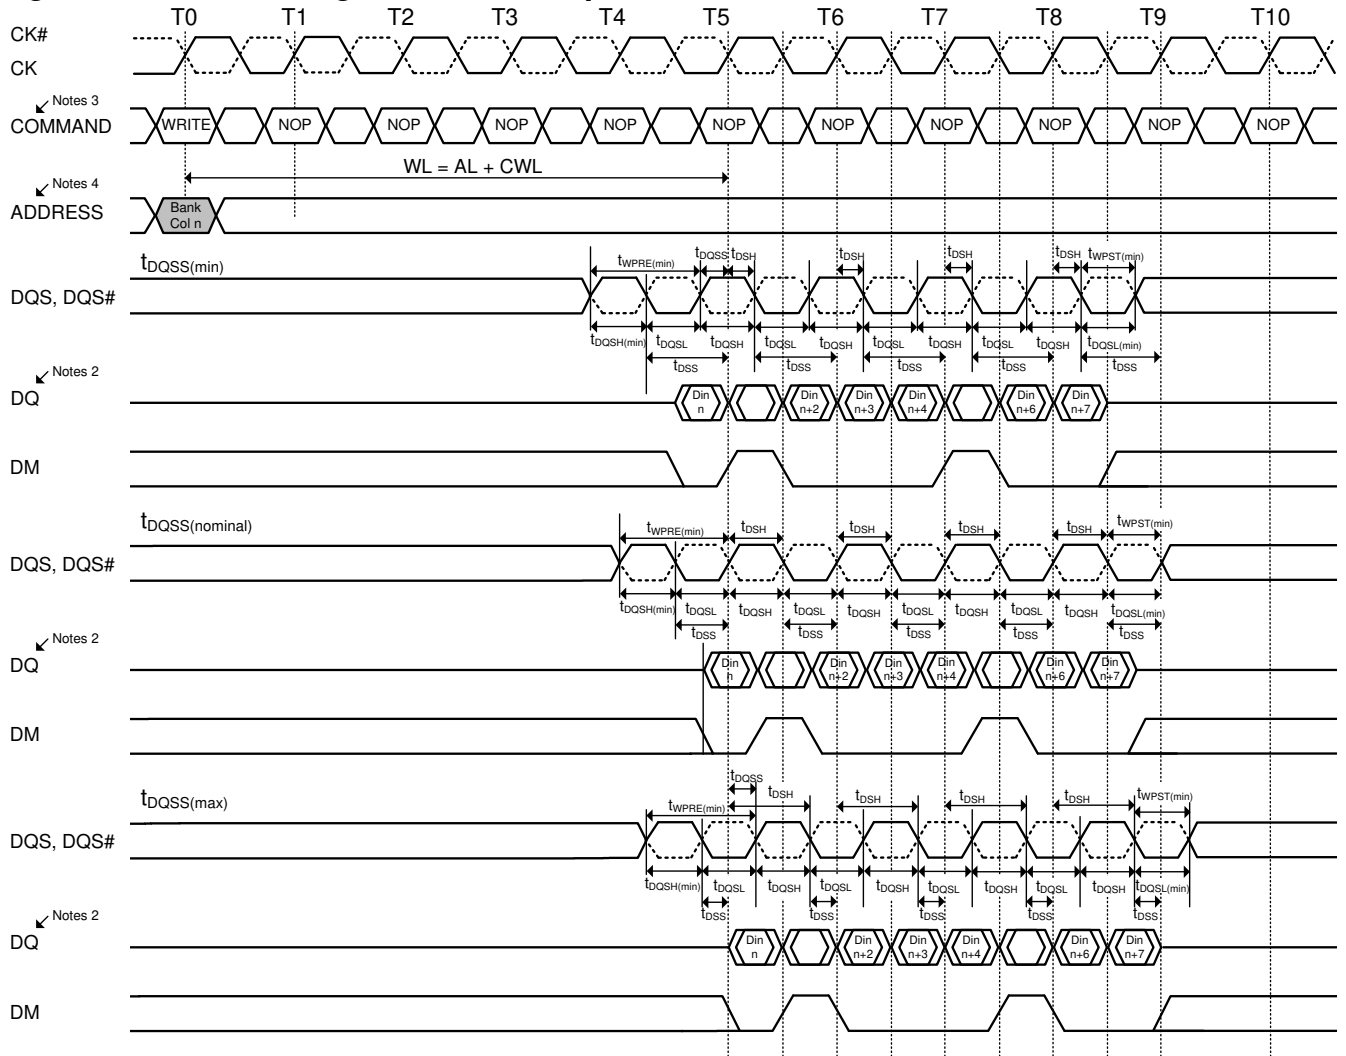 T0 T1 T2 T3 T4 T5 T6 T7 T8 T9 T10
CK#
CK
Notes 3
COMMAND WRITE NOP NOP NOP NOP NOP NOP NOP NOP NOP NOP
WL = AL + CWL
Notes 4
ADDRESS Bank Col n
tDQSS(min) tWPRE(min) tDQSS tDSH tDSH tDSH tDSH tWPST(min)
DQS, DQS#
tDQSH(min) tDQSL tDQSH tDQSL tDQSH tDQSL tDQSH tDQSL tDQSH tDQSL(min)
tDSS tDSS tDSS tDSS tDSS
Notes 2
DQ Din n Din n+2 Din n+3 Din n+4 Din n+6 Din n+7
DM
tDQSS(nominal) tWPRE(min) tDSH tDSH tDSH tDSH tWPST(min)
DQS, DQS#
tDQSH(min) tDQSL tDQSH tDQSL tDQSH tDQSL tDQSH tDQSL tDQSH tDQSL(min)
tDSS tDSS tDSS tDSS tDSS
Notes 2
DQ Din n Din n+2 Din n+3 Din n+4 Din n+6 Din n+7
DM
tDQSS
tDQSS(max) tWPRE(min) tDSH tDSH tDSH tDSH tWPST(min)
DQS, DQS#
tDQSH(min) tDQSL tDQSH tDQSL tDQSH tDQSL tDQSH tDQSL tDQSH tDQSL(min)
tDSS tDSS tDSS tDSS tDSS
Notes 2
DQ Din n Din n+2 Din n+3 Din n+4 Din n+6 Din n+7
DM